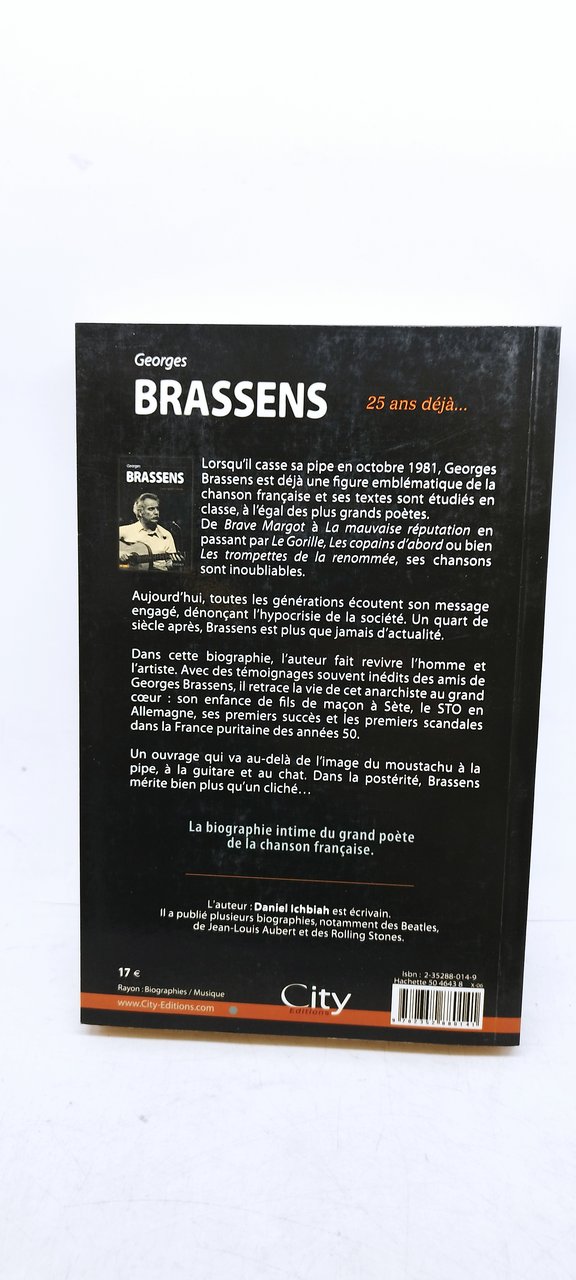 Georges
BRASSENS
25 ans déjà...
Georges
BRASSENS
Lorsqu'il casse sa pipe en octobre 1981, Georges
Brassens est déjà une figure emblématique de la
chanson française et ses textes sont étudiés en
classe, à l'égal des plus grands poètes.
De Brave Margot à La mauvaise réputation en
passant par Le Gorille, Les copains d'abord ou bien
Les trompettes de la renommée, ses chansons
sont inoubliables.
Aujourd'hui, toutes les générations écoutent son message
engagé, dénonçant l'hypocrisie de la société. Un quart de
siècle après, Brassens est plus que jamais d'actualité.
Dans cette biographie, l'auteur fait revivre l'homme et
l'artiste. Avec des témoignages souvent inédits des amis de
Georges Brassens, il retrace la vie de cet anarchiste au grand
cœur : son enfance de fils de maçon à Sète, le STO en
Allemagne, ses premiers succès et les premiers scandales
dans la France puritaine des années 50.
Un ouvrage qui va au-delà de l'image du moustachu à la
pipe, à la guitare et au chat. Dans la postérité, Brassens
mérite bien plus qu'un cliché...
La biographie intime du grand poète
de la chanson française.
L'auteur : Daniel Ichbiah est écrivain.
Il a publié plusieurs biographies, notamment des Beatles,
de Jean-Louis Aubert et des Rolling Stones.
17 €
Rayon : Biographies / Musique
www.City-Editions.com
City
Editions
Isbn : 2-35288-014-9
Hachette 50 4643 8 X-06
9 782352 880141